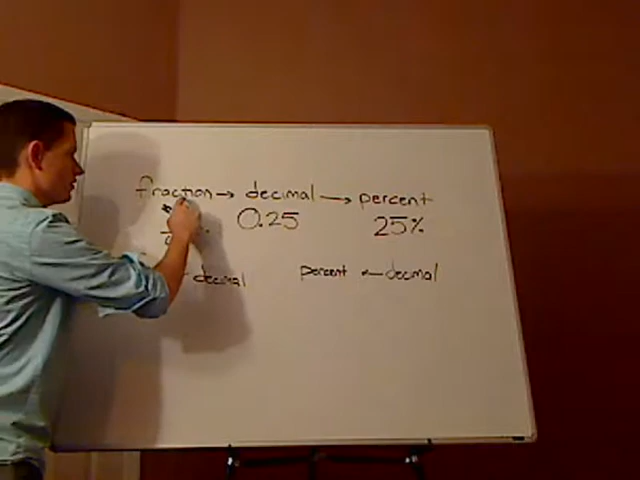 fraction → decimal → percent
0.25 25%
decimal percent ← decimal